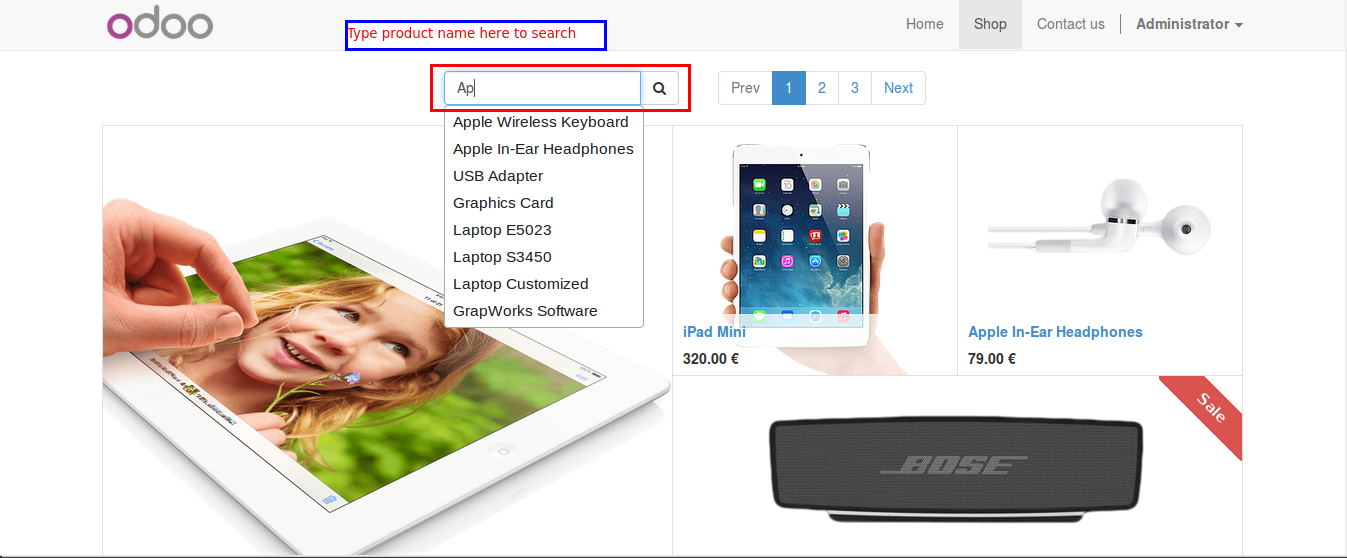 odoo
Type product name here to search
Home Shop Contact us Administrator
Ap
Prev 1 2 3 Next
Apple Wireless Keyboard
Apple In-Ear Headphones
USB Adapter
Graphics Card
Laptop E5023
Laptop S3450
Laptop Customized
GrapWorks Software
iPad Mini
320.00 €
Apple In-Ear Headphones
79.00 €
Sale
BOSE